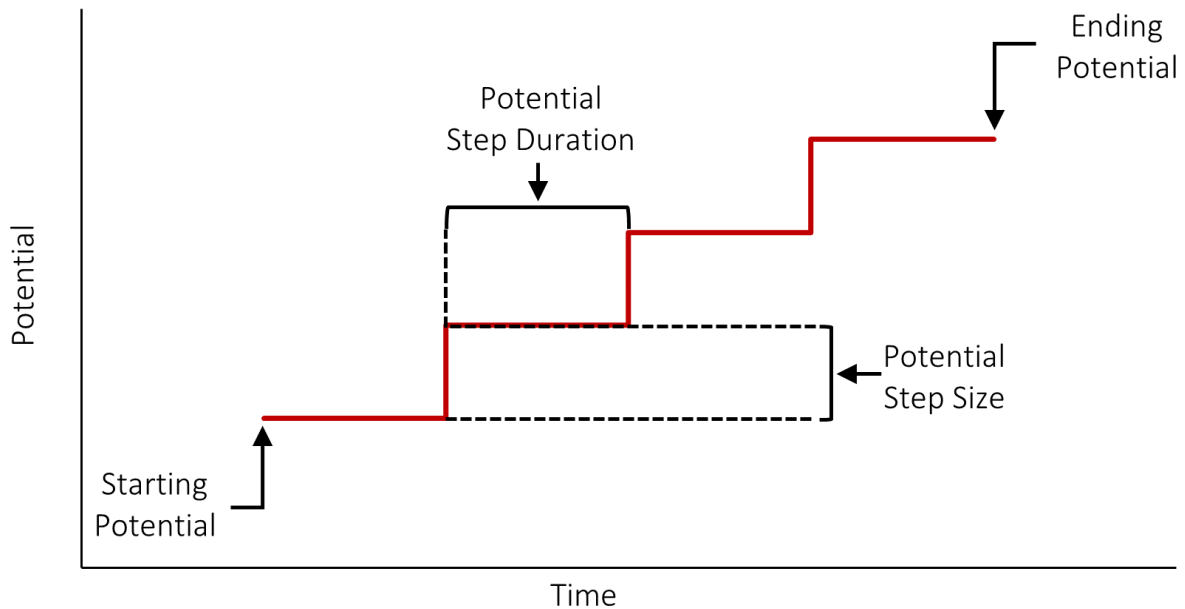 Ending
Potential
Potential
Step Duration
Potential
Potential
Step Size
Starting
Potential
Time